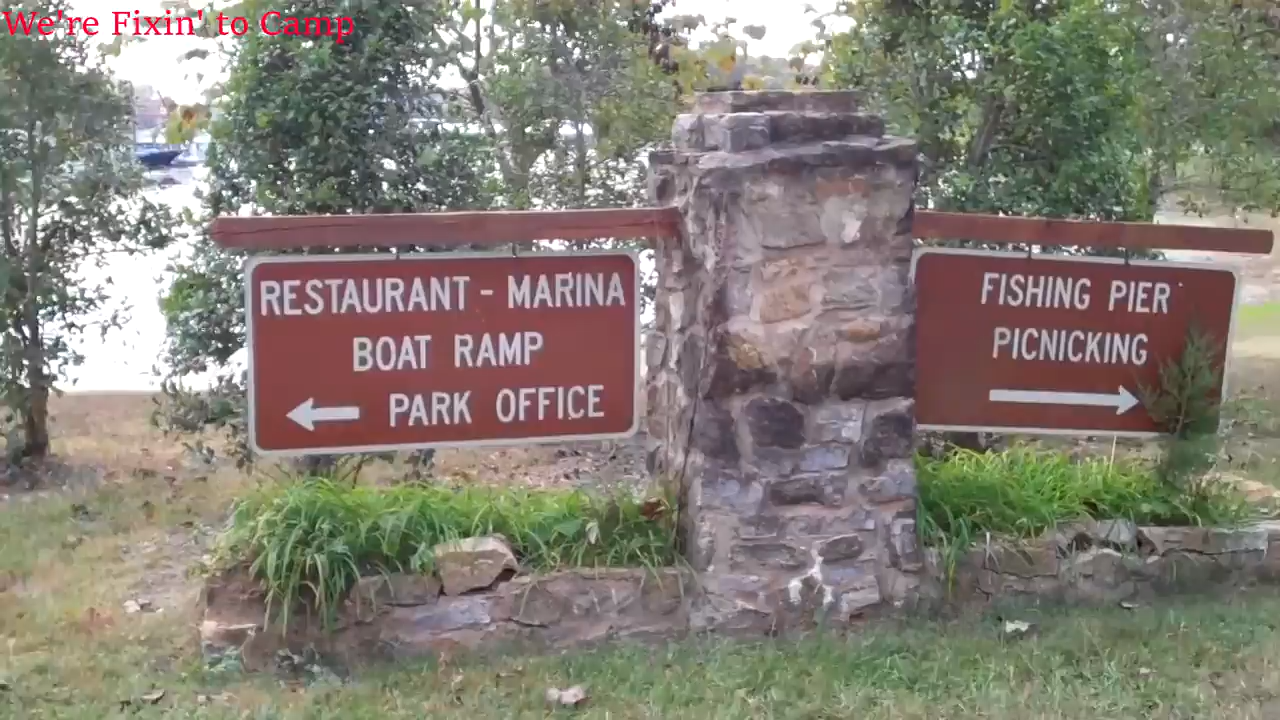 We're Fixin' to Camp
RESTAURANT - MARINA
BOAT RAMP
PARK OFFICE
FISHING PIER
PICNICKING